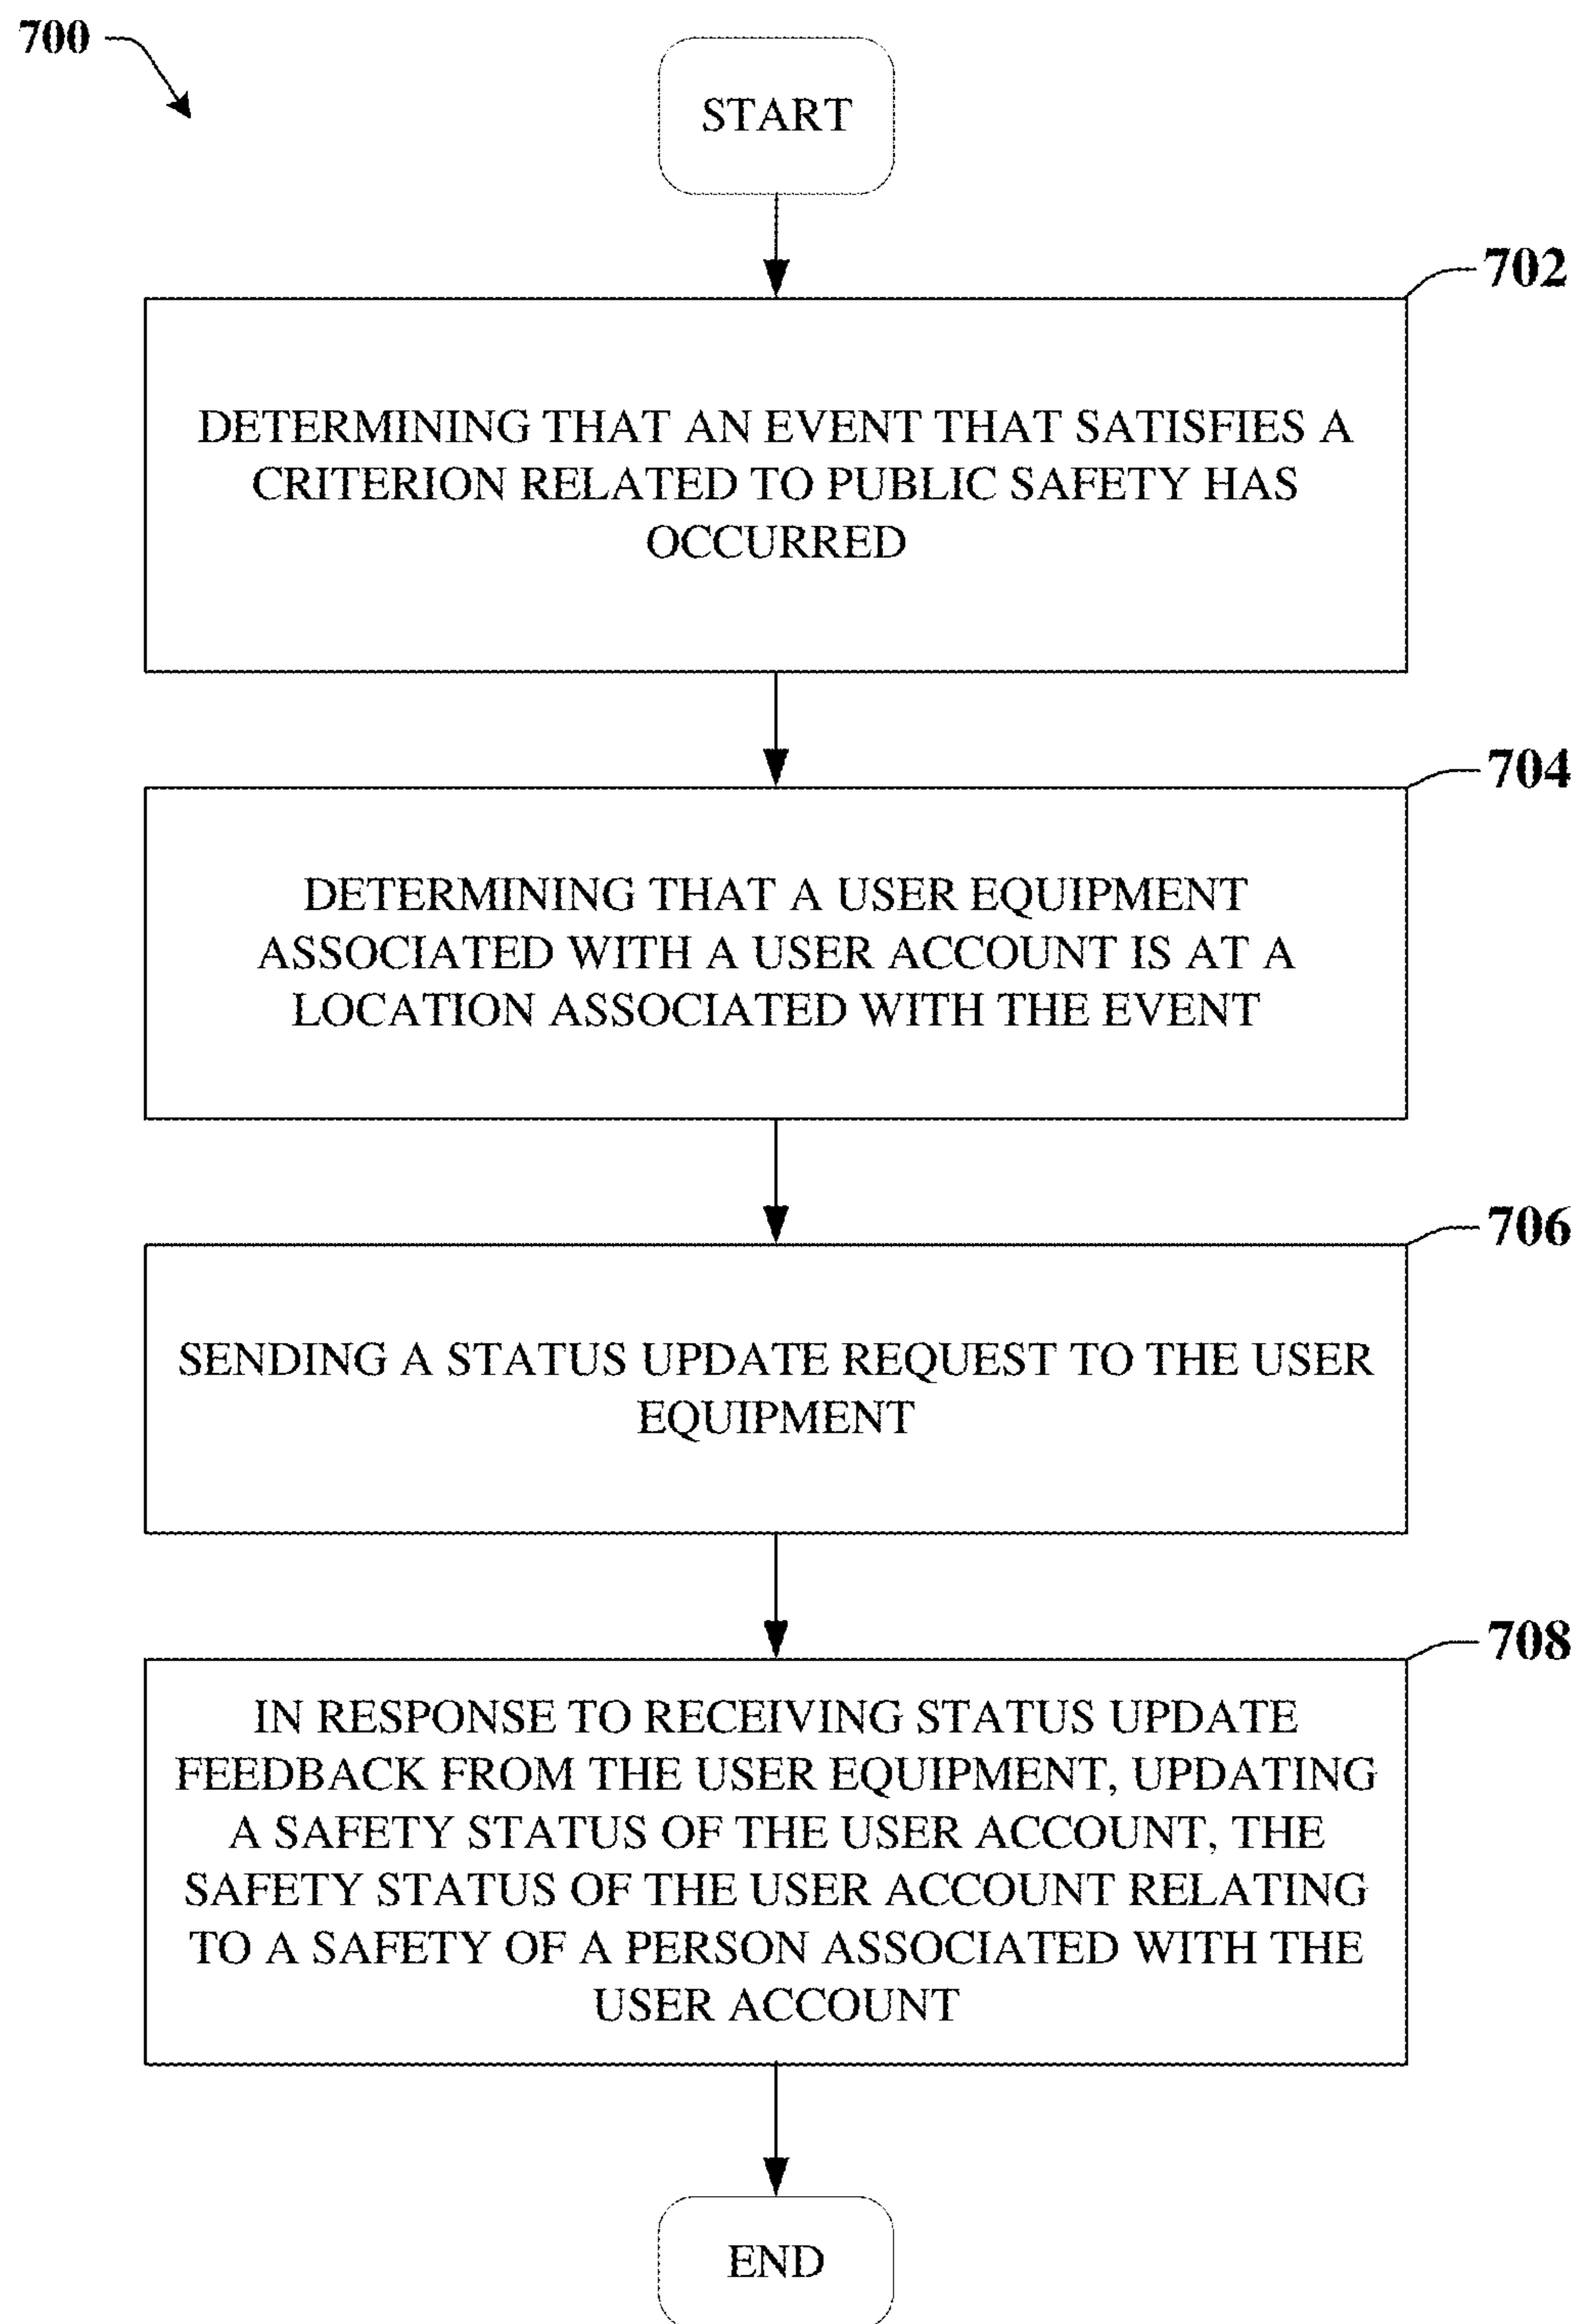 700
START
702
DETERMINING THAT AN EVENT THAT SATISFIES A
CRITERION RELATED TO PUBLIC SAFETY HAS
OCCURRED
704
DETERMINING THAT A USER EQUIPMENT
ASSOCIATED WITH A USER ACCOUNT IS AT A
LOCATION ASSOCIATED WITH THE EVENT
706
SENDING A STATUS UPDATE REQUEST TO THE USER
EQUIPMENT
708
IN RESPONSE TO RECEIVING STATUS UPDATE
FEEDBACK FROM THE USER EQUIPMENT, UPDATING
A SAFETY STATUS OF THE USER ACCOUNT, THE
SAFETY STATUS OF THE USER ACCOUNT RELATING
TO A SAFETY OF A PERSON ASSOCIATED WITH THE
USER ACCOUNT
END